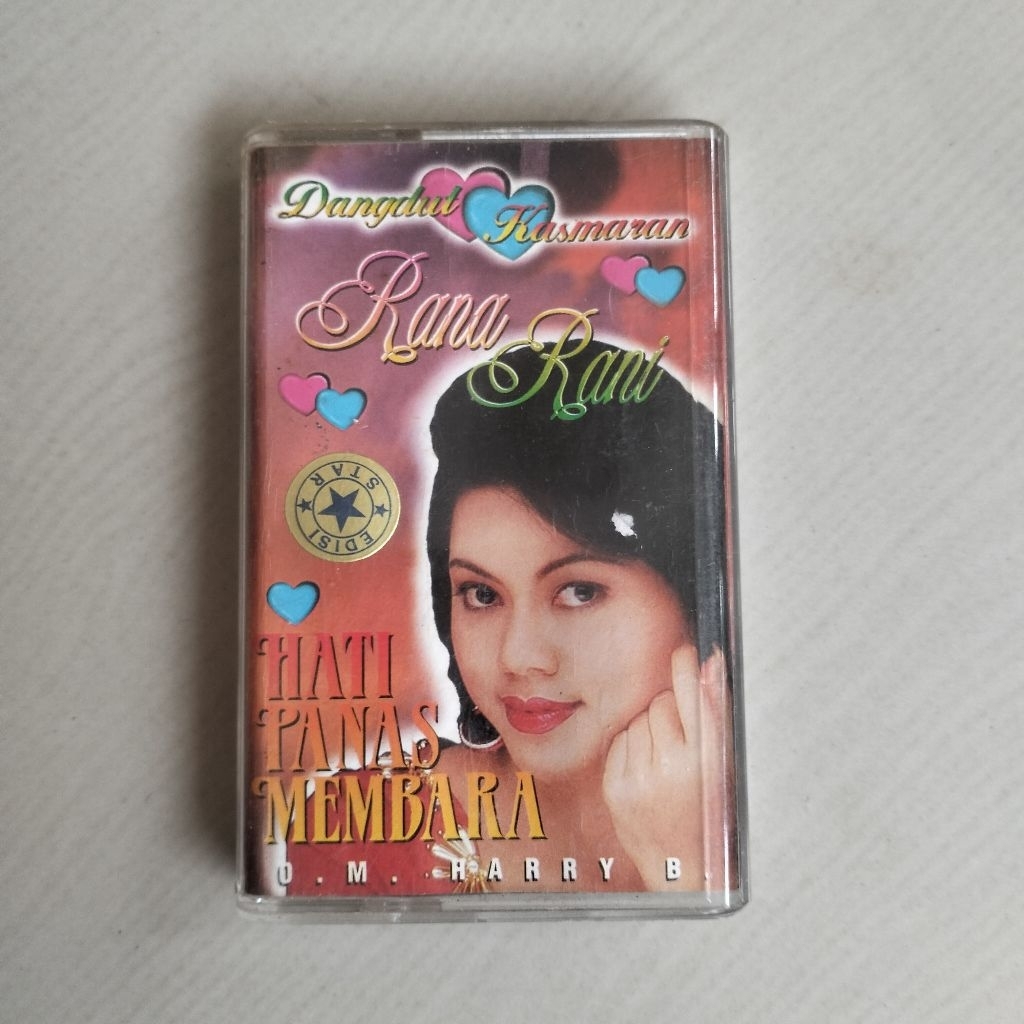 Dangdut Kasmaran
Rana
Rani
EDISI
STAR
HATI
PANAS
MEMBARA
O.M. HARRY B